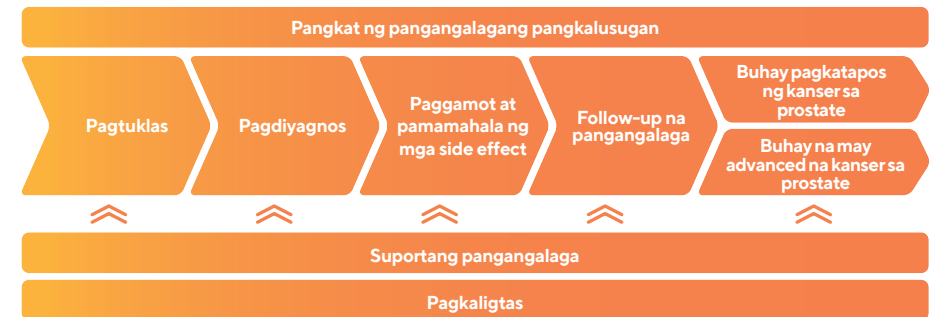 Pangkat ng pangangalagang pangkalusugan
Pagtuklas
Pagdiyagnos
Paggamot at
pamamahala ng
mga side effect
Follow-up na
pangangalaga
Buhay pagkatapos
ng kanser sa
prostate
Buhay na may
advanced na kanser sa
prostate
Suportang pangangalaga
Pagkaligtas